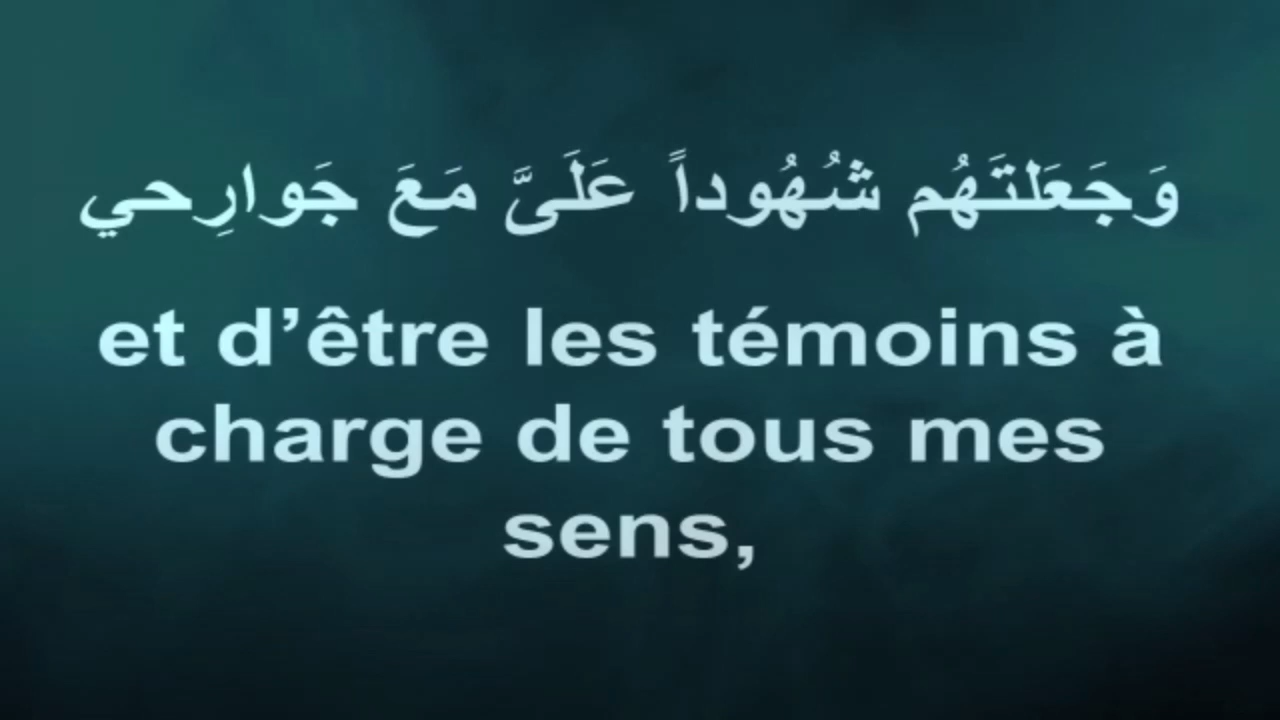 وَجَعَلتَهُم شُهُوداً عَلَىَّ مَعَ جَوارِحي
et d’être les témoins à
charge de tous mes
sens,